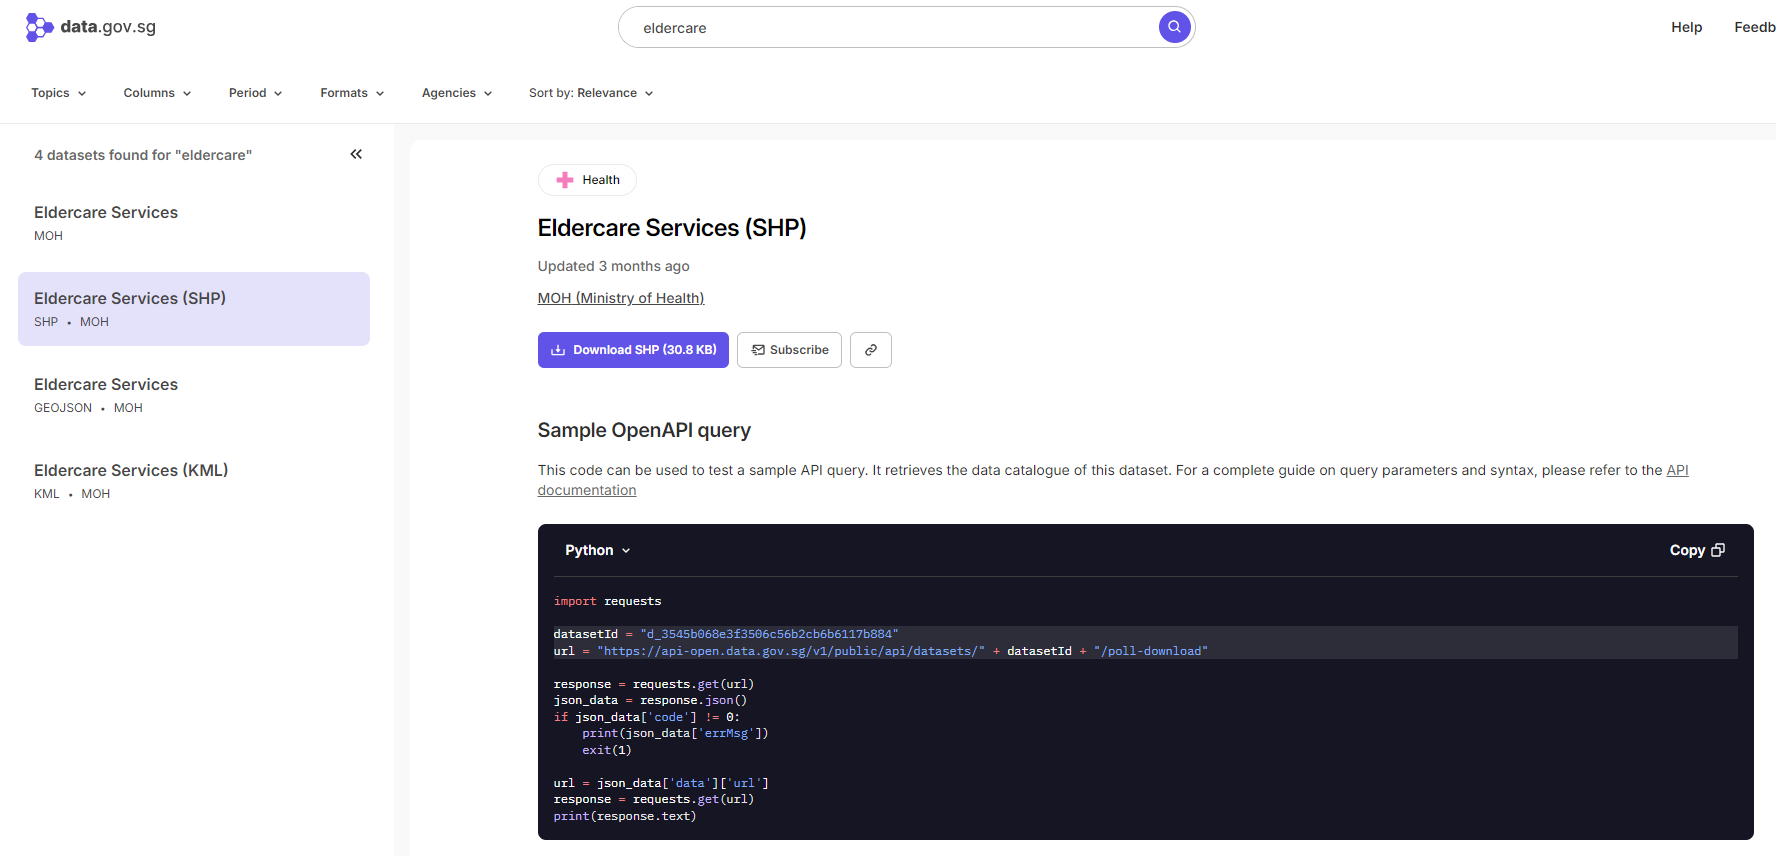 data.gov.sg
eldercare
Help
Feedb
Topics
Columns
Period
Formats
Agencies
Sort by: Relevance
4 datasets found for "eldercare"
Eldercare Services
MOH
Eldercare Services (SHP)
SHP • MOH
Eldercare Services
GEOJSON • MOH
Eldercare Services (KML)
KML • MOH
Health
Eldercare Services (SHP)
Updated 3 months ago
MOH (Ministry of Health)
Download SHP (30.8 KB)
Subscribe
Sample OpenAPI query
This code can be used to test a sample API query. It retrieves the data catalogue of this dataset. For a complete guide on query parameters and syntax, please refer to the API
documentation
Python
Copy
import requests
datasetId = "d_3545b068e3f3506c56b2cb6b6117b884"
url = "https://api-open.data.gov.sg/v1/public/api/datasets/" + datasetId + "/poll-download"
response = requests.get(url)
json_data = response.json()
if json_data['code'] != 0:
    print(json_data['errMsg'])
    exit(1)
url = json_data['data']['url']
response = requests.get(url)
print(response.text)